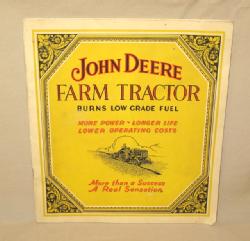 JOHN DEERE
FARM TRACTOR
BURNS LOW GRADE FUEL
MORE POWER - LONGER LIFE
LOWER OPERATING COSTS
More than a Success
A Real Sensation